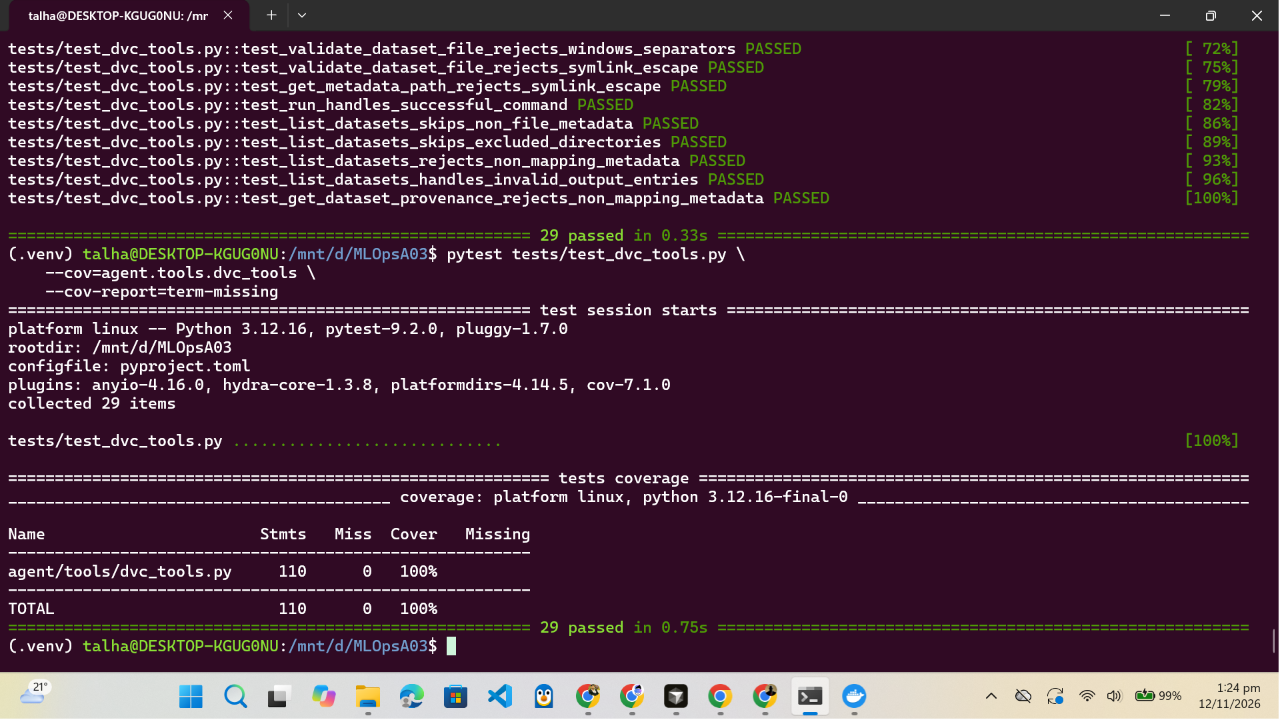 talha@DESKTOP-KGUG0NU: /mr
tests/test_dvc_tools.py::test_validate_dataset_file_rejects_windows_separators PASSED [ 72%]
tests/test_dvc_tools.py::test_validate_dataset_file_rejects_symlink_escape PASSED [ 75%]
tests/test_dvc_tools.py::test_get_metadata_path_rejects_symlink_escape PASSED [ 79%]
tests/test_dvc_tools.py::test_run_handles_successful_command PASSED [ 82%]
tests/test_dvc_tools.py::test_list_datasets_skips_non_file_metadata PASSED [ 86%]
tests/test_dvc_tools.py::test_list_datasets_skips_excluded_directories PASSED [ 89%]
tests/test_dvc_tools.py::test_list_datasets_rejects_non_mapping_metadata PASSED [ 93%]
tests/test_dvc_tools.py::test_list_datasets_handles_invalid_output_entries PASSED [ 96%]
tests/test_dvc_tools.py::test_get_dataset_provenance_rejects_non_mapping_metadata PASSED [100%]
======================================================== 29 passed in 0.33s =========================================================
(.venv) talha@DESKTOP-KGUG0NU:/mnt/d/MLOpsA03$ pytest tests/test_dvc_tools.py \
    --cov=agent.tools.dvc_tools \
    --cov-report=term-missing
======================================================== test session starts ========================================================
platform linux -- Python 3.12.16, pytest-9.2.0, pluggy-1.7.0
rootdir: /mnt/d/MLOpsA03
configfile: pyproject.toml
plugins: anyio-4.16.0, hydra-core-1.3.8, platformdirs-4.14.5, cov-7.1.0
collected 29 items
tests/test_dvc_tools.py ............................. [100%]
========================================================== tests coverage ===========================================================
_________________________________________ coverage: platform linux, python 3.12.16-final-0 __________________________________________
Name                       Stmts   Miss  Cover   Missing
--------------------------------------------------------
agent/tools/dvc_tools.py     110      0   100%
--------------------------------------------------------
TOTAL                        110      0   100%
======================================================== 29 passed in 0.75s =========================================================
(.venv) talha@DESKTOP-KGUG0NU:/mnt/d/MLOpsA03$
21°
99%
1:24 pm
12/11/2026